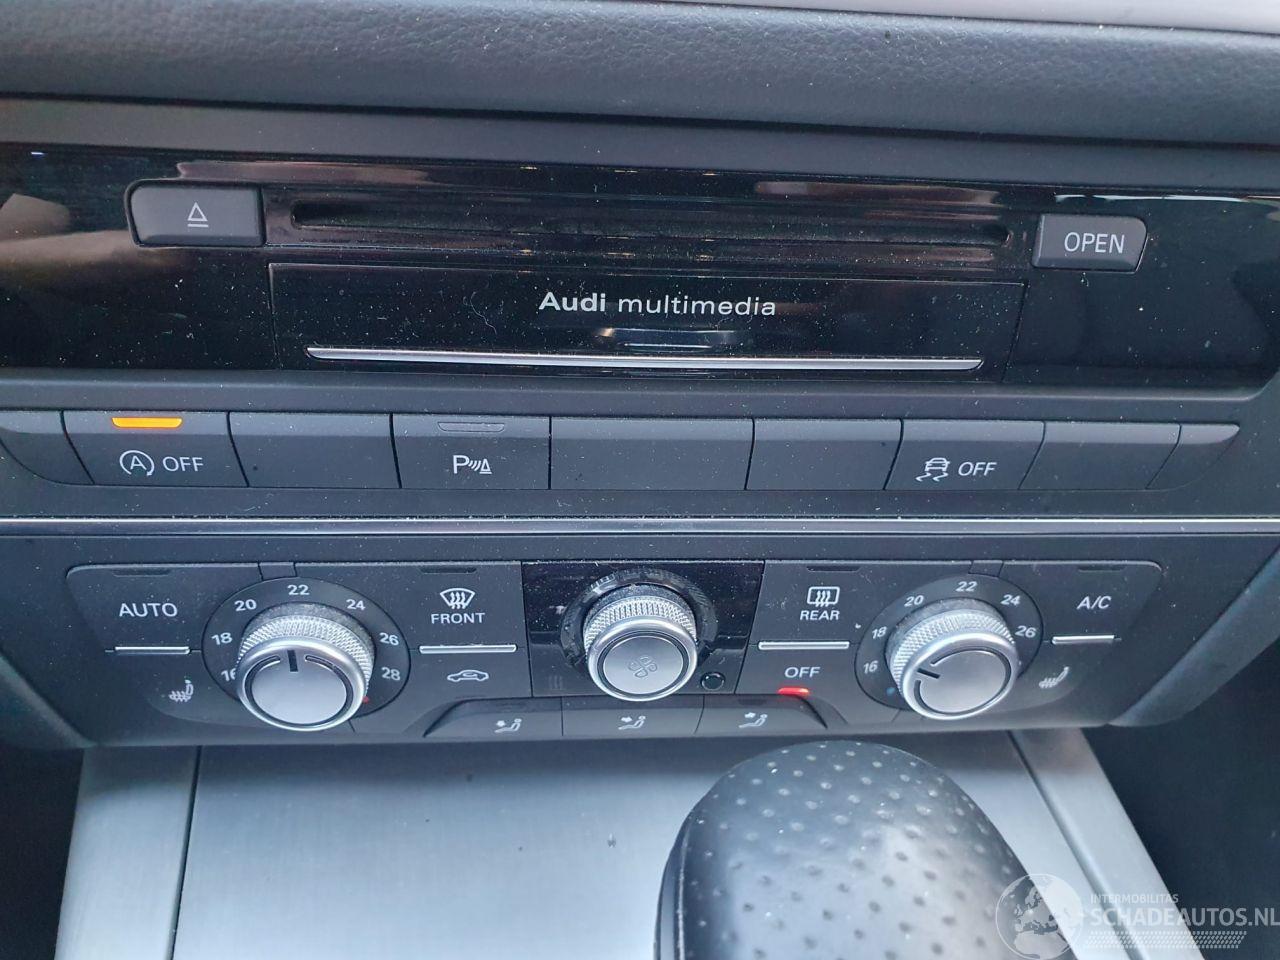 OPEN
Audi multimedia
A OFF
P
OFF
AUTO
16 18 20 22 24 26 28
FRONT
REAR
OFF
16 18 20 22 24 26
A/C
INTERMOBILITAS
SCHADEAUTOS.NL